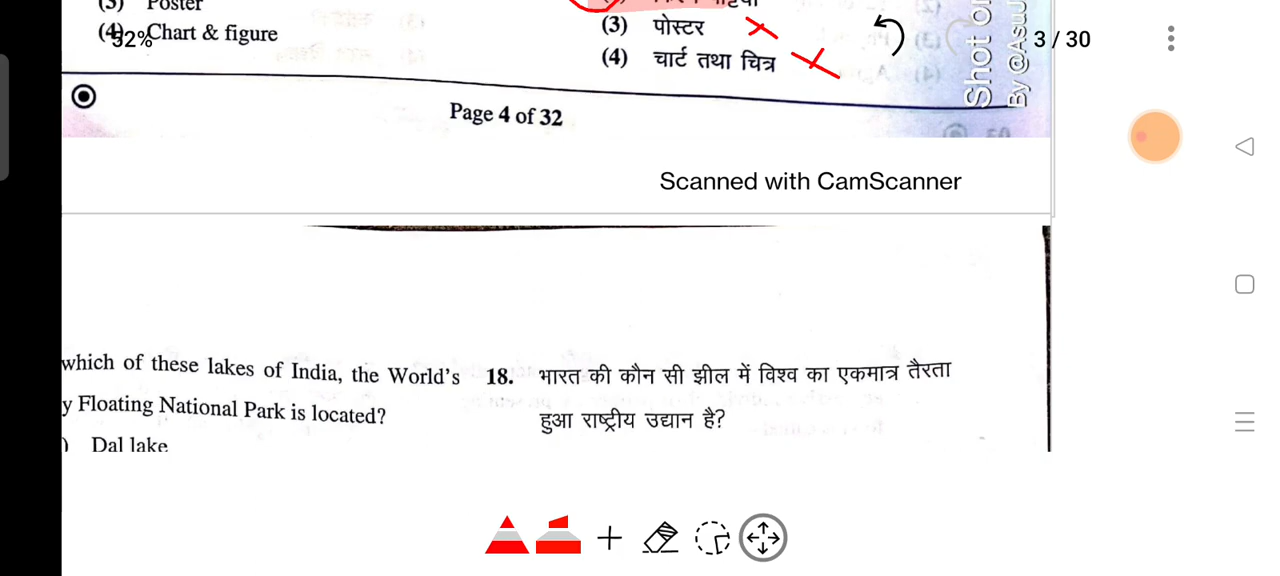 (3) Poster
(4) Chart & figure
32%
(3) पोस्टर
(4) चार्ट तथा चित्र
Shot on
By @AsuJ
3 / 30
Page 4 of 32
Scanned with CamScanner
which of these lakes of India, the World's
y Floating National Park is located?
) Dal lake
18. भारत की कौन सी झील में विश्व का एकमात्र तैरता
हुआ राष्ट्रीय उद्यान है?